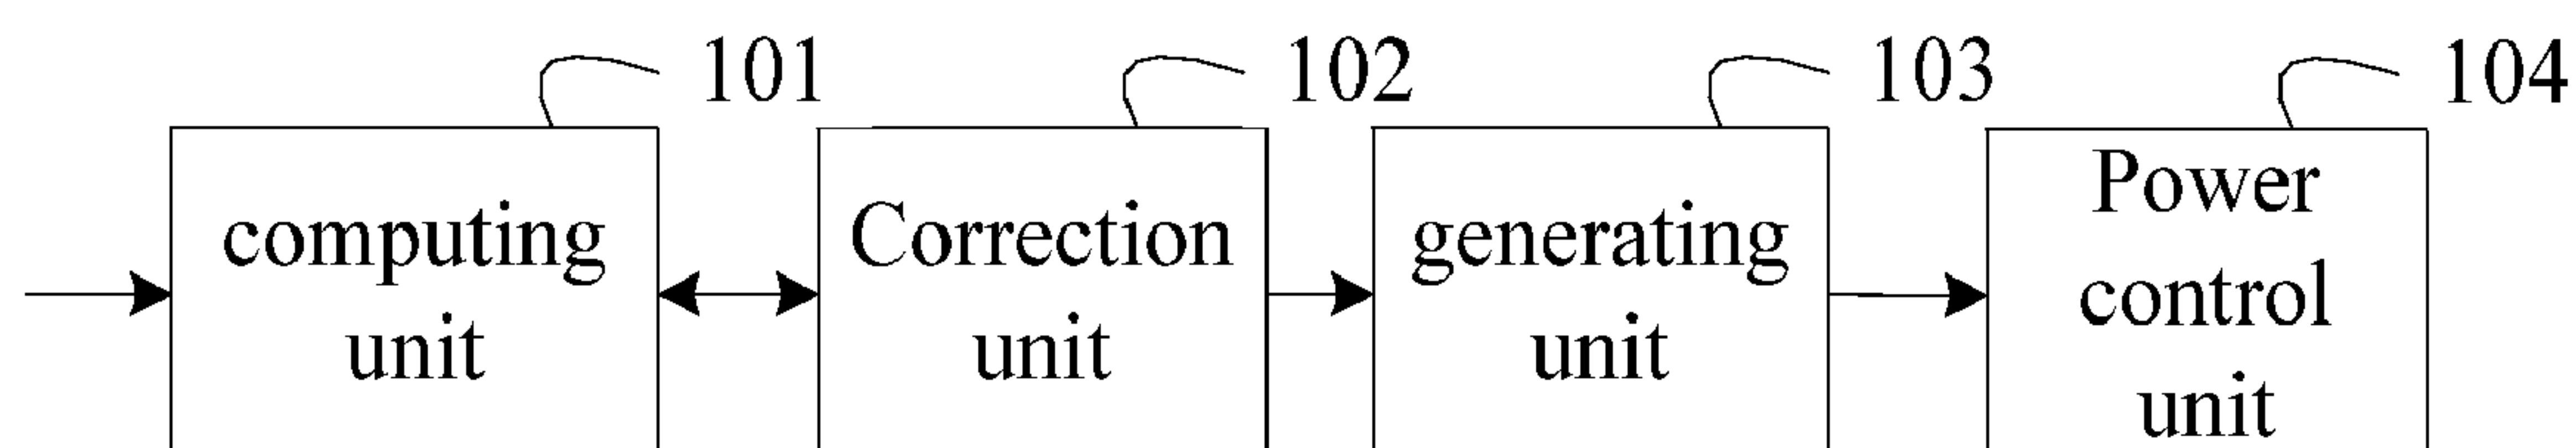 101
102
103
104
computing
unit
Correction
unit
generating
unit
Power
control
unit